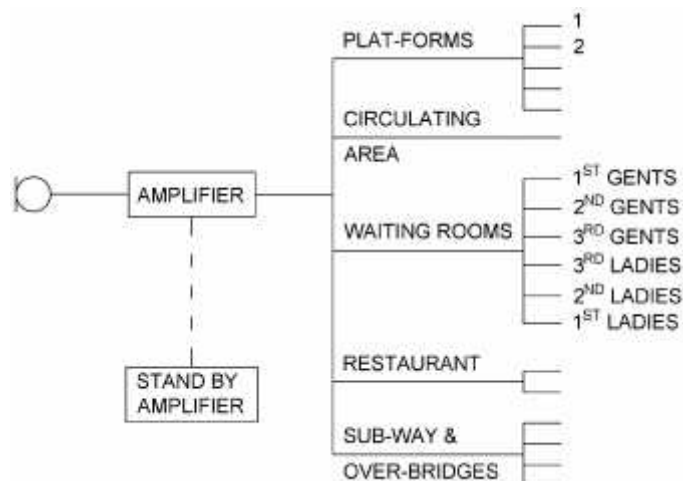 1
PLAT-FORMS
2
CIRCULATING
AREA
1ST GENTS
AMPLIFIER
2ND GENTS
WAITING ROOMS
3RD GENTS
3RD LADIES
2ND LADIES
1ST LADIES
RESTAURANT
STAND BY
AMPLIFIER
SUB-WAY &
OVER-BRIDGES